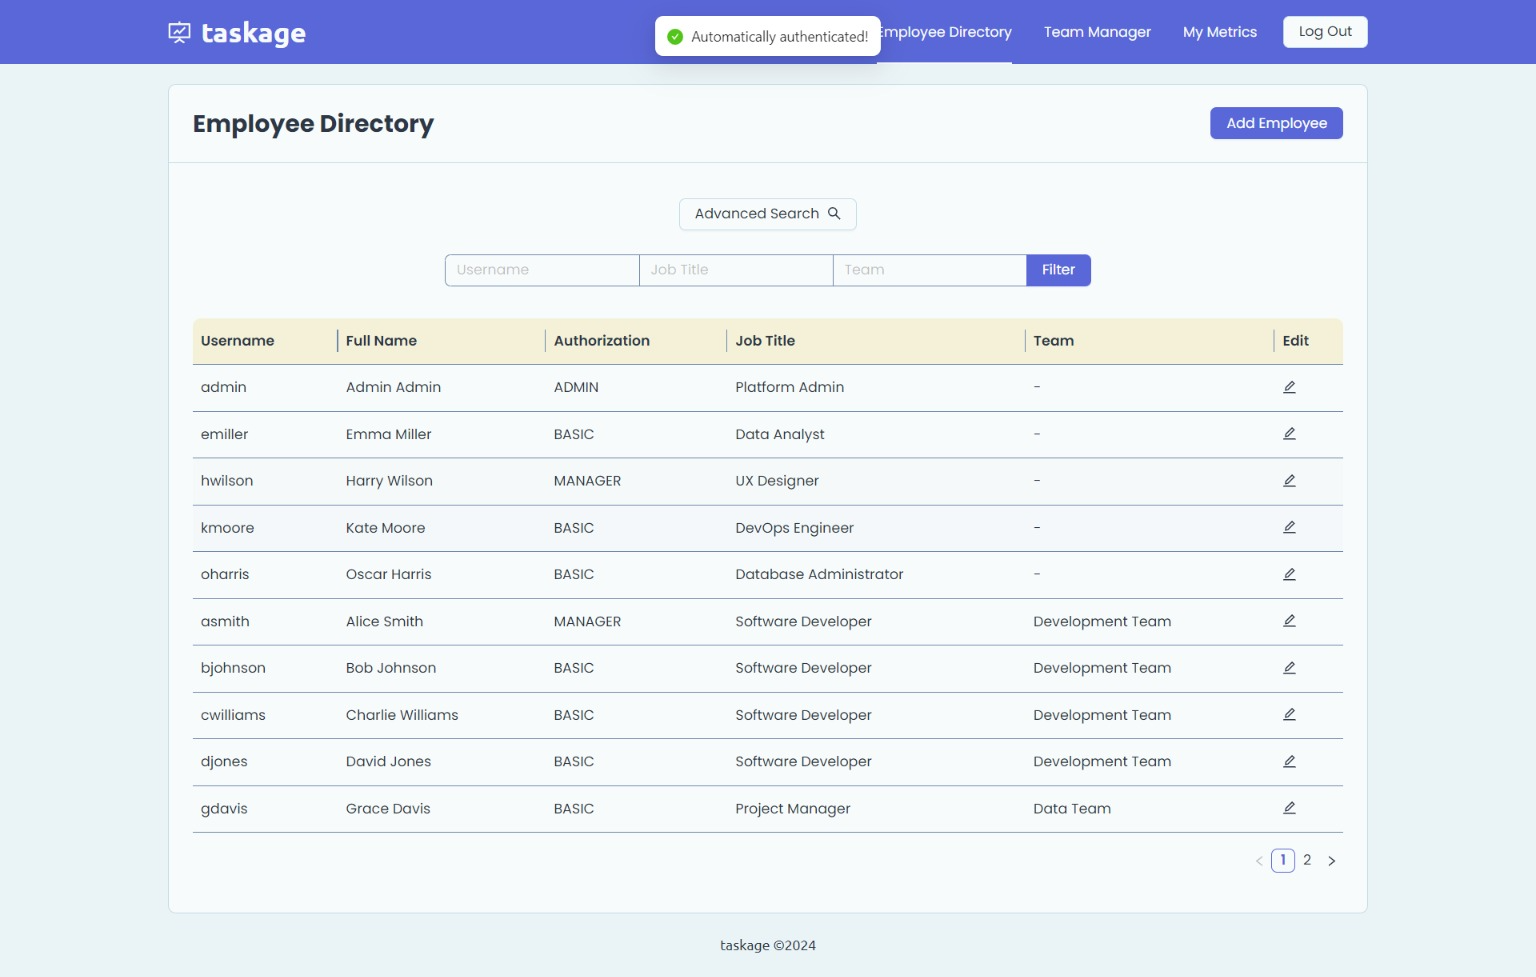 taskage
Automatically authenticated!
Employee Directory
Team Manager
My Metrics
Log Out
Employee Directory
Add Employee
Advanced Search
Username Job Title Team Filter
Username Full Name Authorization Job Title Team Edit
admin Admin Admin ADMIN Platform Admin -
emiller Emma Miller BASIC Data Analyst -
hwilson Harry Wilson MANAGER UX Designer -
kmoore Kate Moore BASIC DevOps Engineer -
oharris Oscar Harris BASIC Database Administrator -
asmith Alice Smith MANAGER Software Developer Development Team
bjohnson Bob Johnson BASIC Software Developer Development Team
cwilliams Charlie Williams BASIC Software Developer Development Team
djones David Jones BASIC Software Developer Development Team
gdavis Grace Davis BASIC Project Manager Data Team
< 1 2 >
taskage ©2024